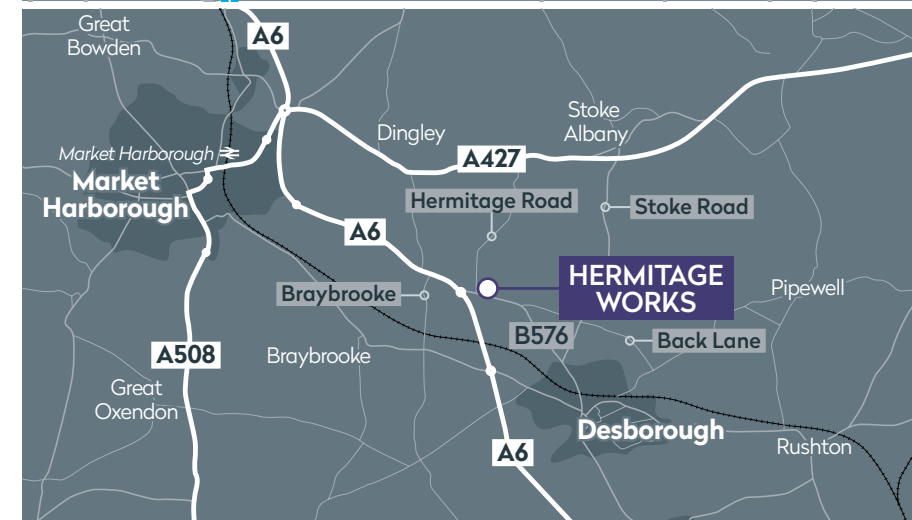 Great
Bowden
A6
Dingley
Stoke
Albany
Market Harborough
A427
Market
Harborough
Hermitage Road
Stoke Road
A6
HERMITAGE
WORKS
Pipewell
Braybrooke
B576
Back Lane
A508
Braybrooke
Great
Oxendon
Desborough
A6
Rushton